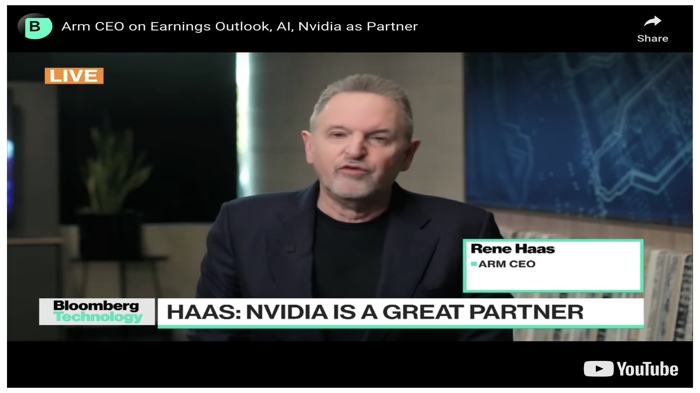 B
Arm CEO on Earnings Outlook, AI, Nvidia as Partner
Share
LIVE
Rene Haas
ARM CEO
Bloomberg
Technology
HAAS: NVIDIA IS A GREAT PARTNER
YouTube